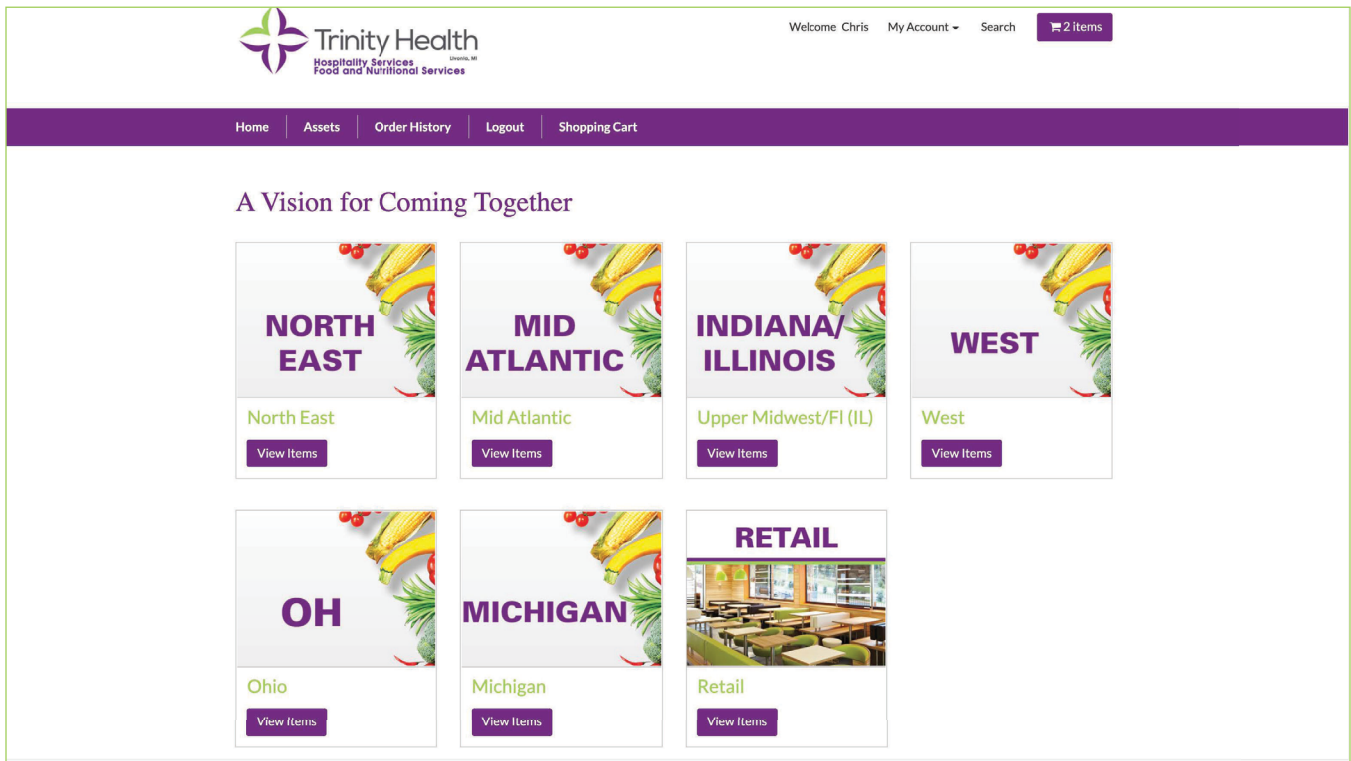 Trinity Health
Livonia, MI
Hospitality Services
Food and Nutritional Services
Welcome Chris My Account Search 2 items
Home Assets Order History Logout Shopping Cart
A Vision for Coming Together
NORTH
EAST
North East
View Items
MID
ATLANTIC
Mid Atlantic
View Items
INDIANA/
ILLINOIS
Upper Midwest/Fl (IL)
View Items
WEST
West
View Items
OH
Ohio
View Items
MICHIGAN
Michigan
View Items
RETAIL
Retail
View Items